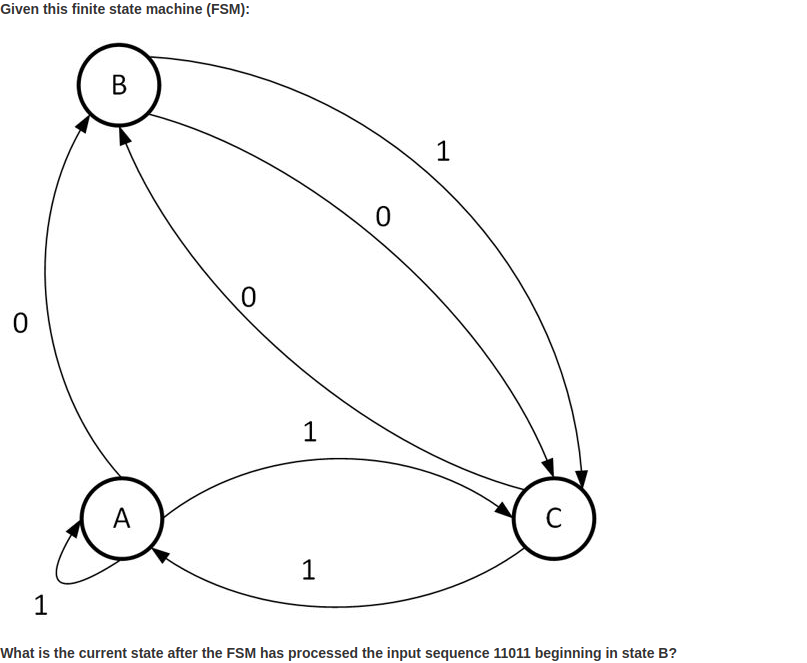 Given this finite state machine (FSM):
B
1
0
0
0
1
A
C
1
1
What is the current state after the FSM has processed the input sequence 11011 beginning in state B?